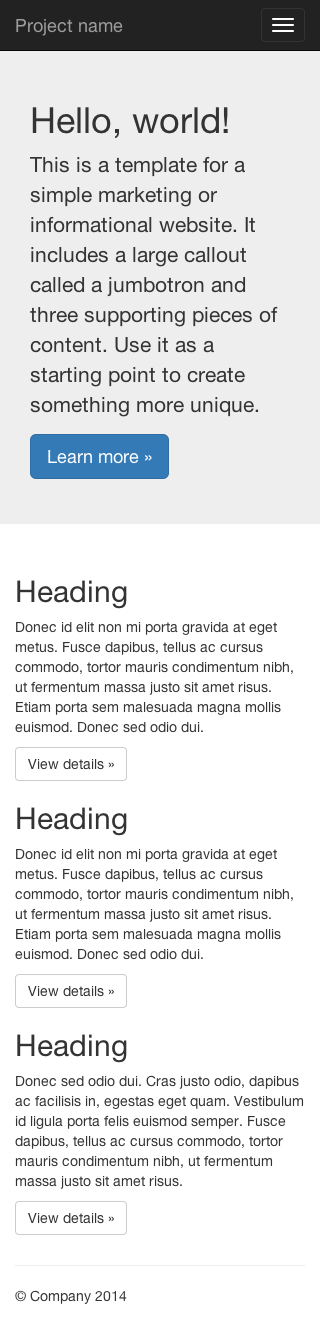 Project name
Hello, world!
This is a template for a
simple marketing or
informational website. It
includes a large callout
called a jumbotron and
three supporting pieces of
content. Use it as a
starting point to create
something more unique.
Learn more »
Heading
Donec id elit non mi porta gravida at eget
metus. Fusce dapibus, tellus ac cursus
commodo, tortor mauris condimentum nibh,
ut fermentum massa justo sit amet risus.
Etiam porta sem malesuada magna mollis
euismod. Donec sed odio dui.
View details »
Heading
Donec id elit non mi porta gravida at eget
metus. Fusce dapibus, tellus ac cursus
commodo, tortor mauris condimentum nibh,
ut fermentum massa justo sit amet risus.
Etiam porta sem malesuada magna mollis
euismod. Donec sed odio dui.
View details »
Heading
Donec sed odio dui. Cras justo odio, dapibus
ac facilisis in, egestas eget quam. Vestibulum
id ligula porta felis euismod semper. Fusce
dapibus, tellus ac cursus commodo, tortor
mauris condimentum nibh, ut fermentum
massa justo sit amet risus.
View details »
© Company 2014